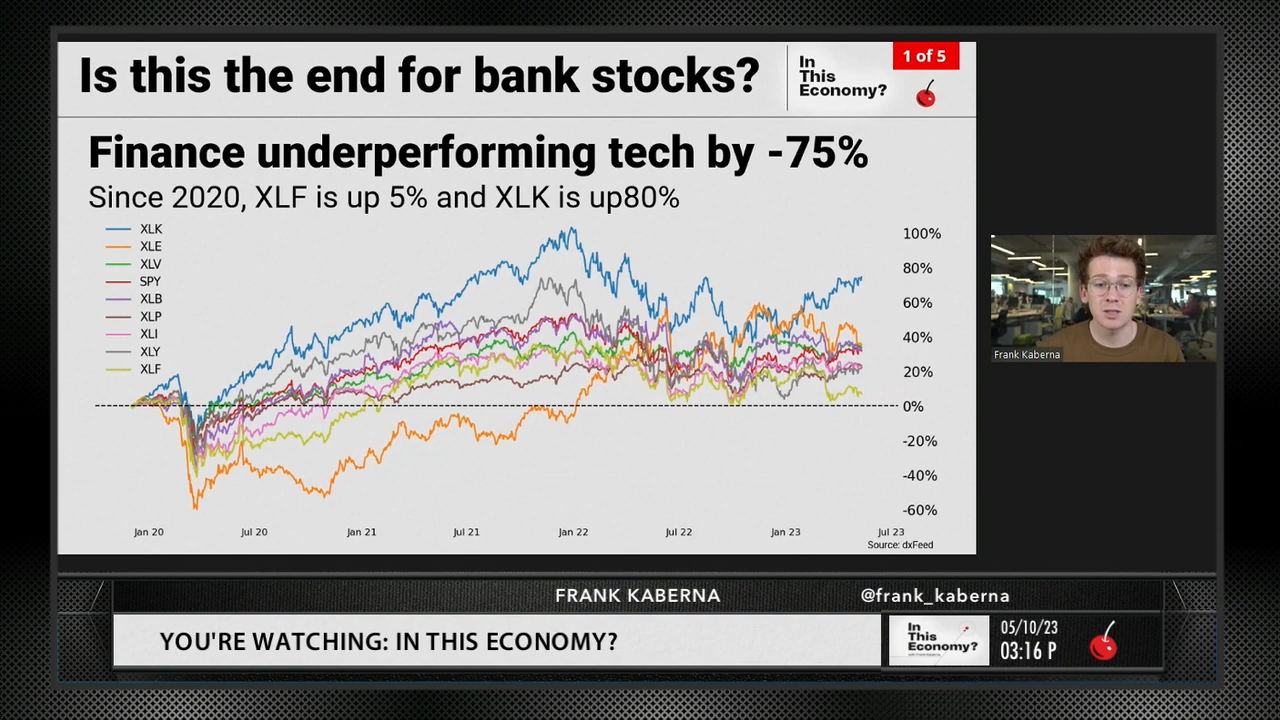 Is this the end for bank stocks?
In
This
Economy?
1 of 5
Finance underperforming tech by -75%
Since 2020, XLF is up 5% and XLK is up80%
XLK
XLE
XLV
SPY
XLB
XLP
XLI
XLY
XLF
100%
80%
60%
40%
20%
0%
-20%
-40%
-60%
Jan 20
Jul 20
Jan 21
Jul 21
Jan 22
Jul 22
Jan 23
Jul 23
Source: dxFeed
Frank Kaberna
FRANK KABERNA
@frank_kaberna
YOU'RE WATCHING: IN THIS ECONOMY?
In
This
Economy?
05/10/23
03:16 P